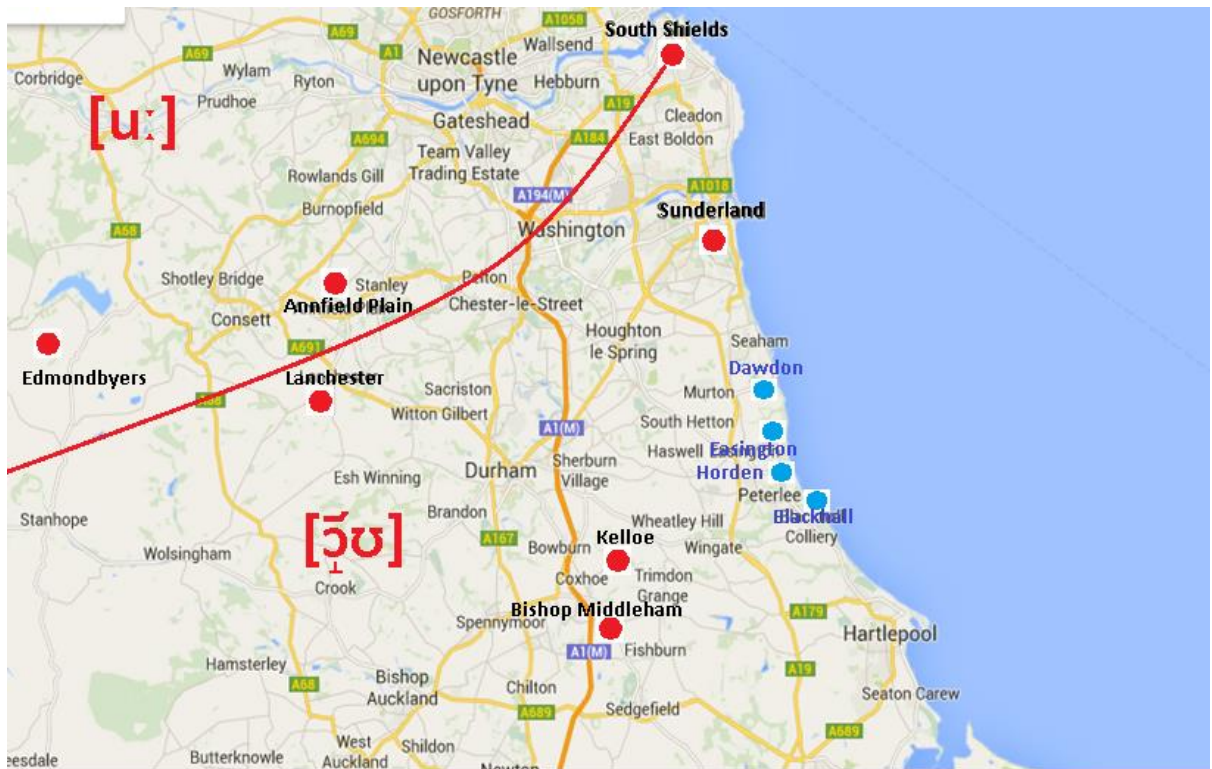 GOSFORTH
A1058
South Shields
A69
A1
Wallsend
Newcastle
upon Tyne
A69
Corbridge
Wylam
Ryton
Hebburn
Prudhoe
A19
Cleadon
[uː]
Gateshead
A184
East Boldon
A694
Team Valley
Trading Estate
Rowlands Gill
A194(M)
A1018
Burnopfield
Sunderland
A68
Washington
Shotley Bridge
Stanley
Pelton
Annfield Plain
Chester-le-Street
Consett
Houghton
le Spring
Seaham
A691
Edmondbyers
Lanchester
Dawdon
Sacriston
Murton
A68
Witton Gilbert
South Hetton
A1(M)
Haswell
Easington
Durham
Sherburn
Village
Horden
Esh Winning
Peterlee
Stanhope
Brandon
Wheatley Hill
Blackhall
Colliery
Wolsingham
A167
Bowburn
Kelloe
Wingate
Crook
Coxhoe
Trimdon
Grange
Bishop Middleham
A179
Spennymoor
Hartlepool
A1(M)
Fishburn
Hamsterley
A68
Bishop
Auckland
Chilton
A19
Seaton Carew
A689
Sedgefield
West
Auckland
Shildon
A689
Butterknowle
eesdale
Newton